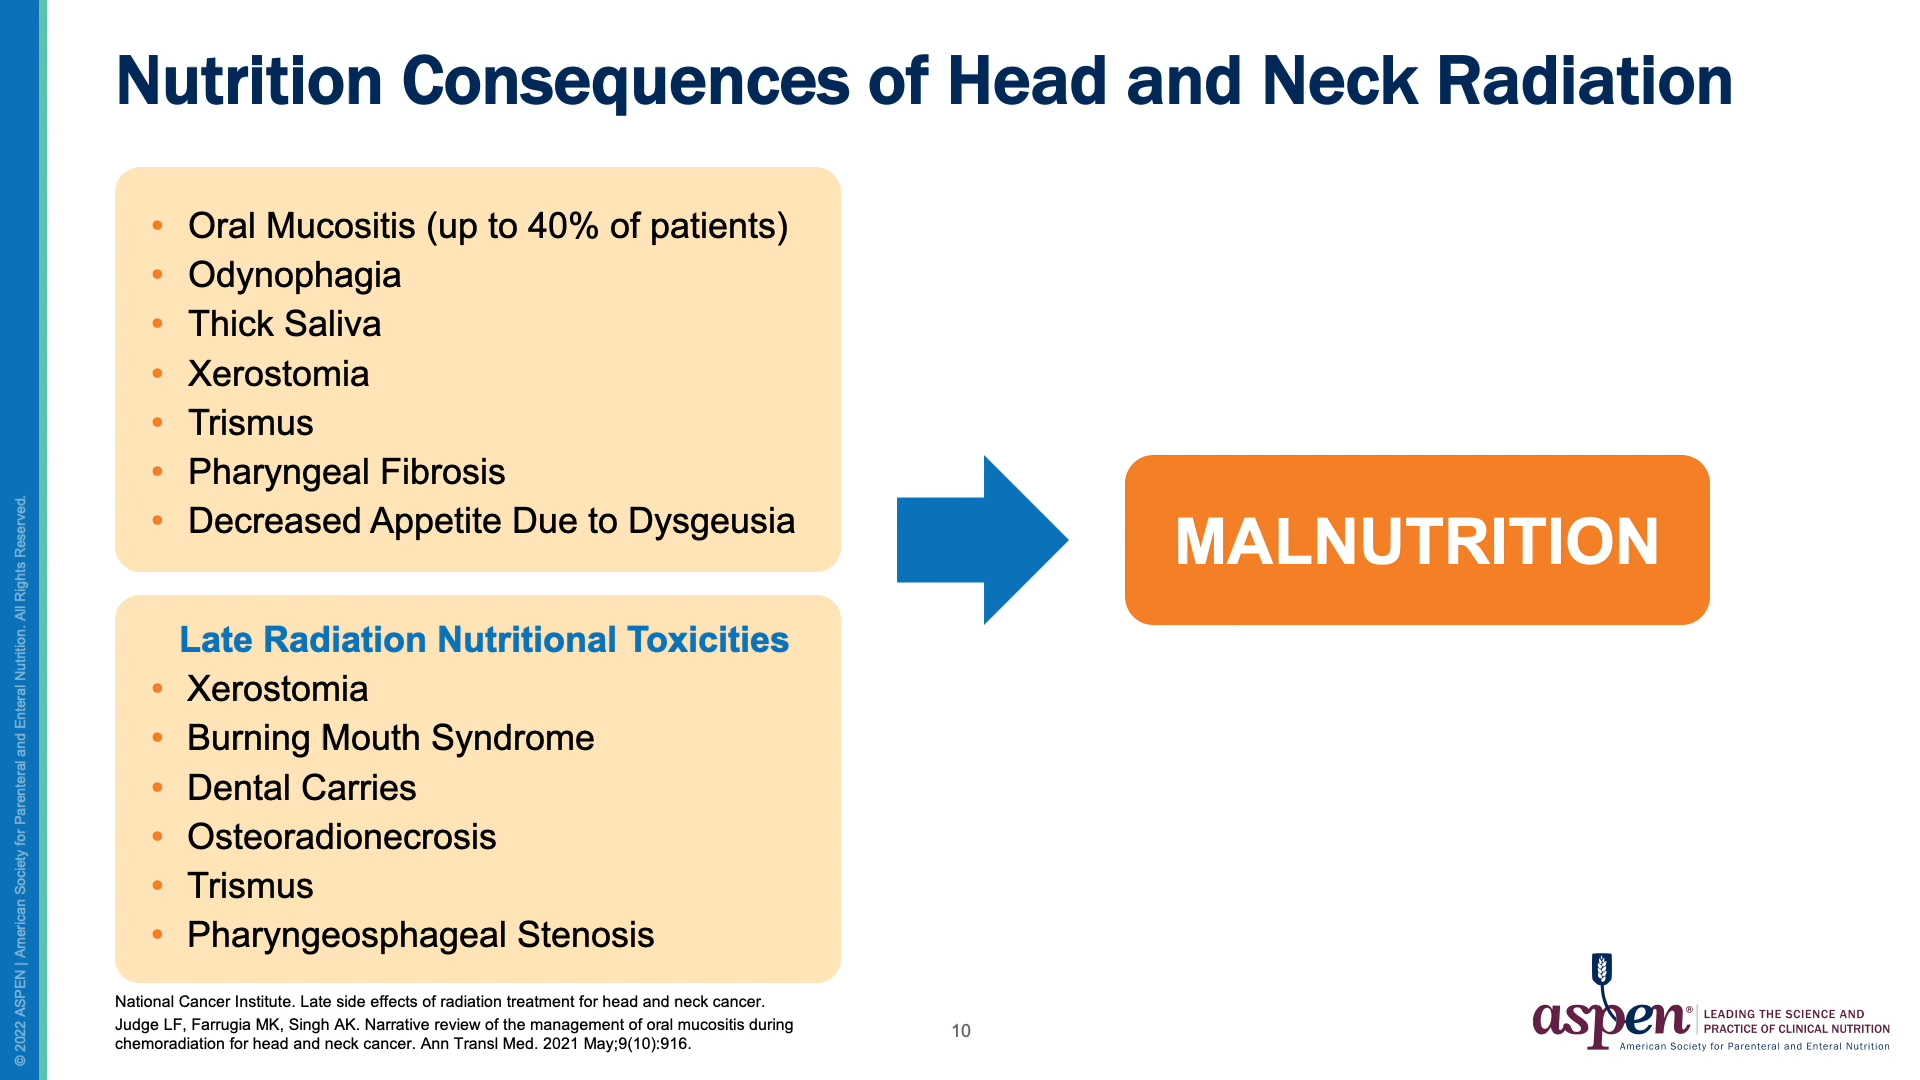 Nutrition Consequences of Head and Neck Radiation
• Oral Mucositis (up to 40% of patients)
• Odynophagia
• Thick Saliva
• Xerostomia
• Trismus
• Pharyngeal Fibrosis
• Decreased Appetite Due to Dysgeusia
Late Radiation Nutritional Toxicities
• Xerostomia
• Burning Mouth Syndrome
• Dental Carries
• Osteoradionecrosis
• Trismus
• Pharyngeosphageal Stenosis
MALNUTRITION
National Cancer Institute. Late side effects of radiation treatment for head and neck cancer.
Judge LF, Farrugia MK, Singh AK. Narrative review of the management of oral mucositis during
chemoradiation for head and neck cancer. Ann Transl Med. 2021 May;9(10):916.
10
aspen®
LEADING THE SCIENCE AND
PRACTICE OF CLINICAL NUTRITION
American Society for Parenteral and Enteral Nutrition
© 2022 ASPEN | American Society for Parenteral and Enteral Nutrition. All Rights Reserved.